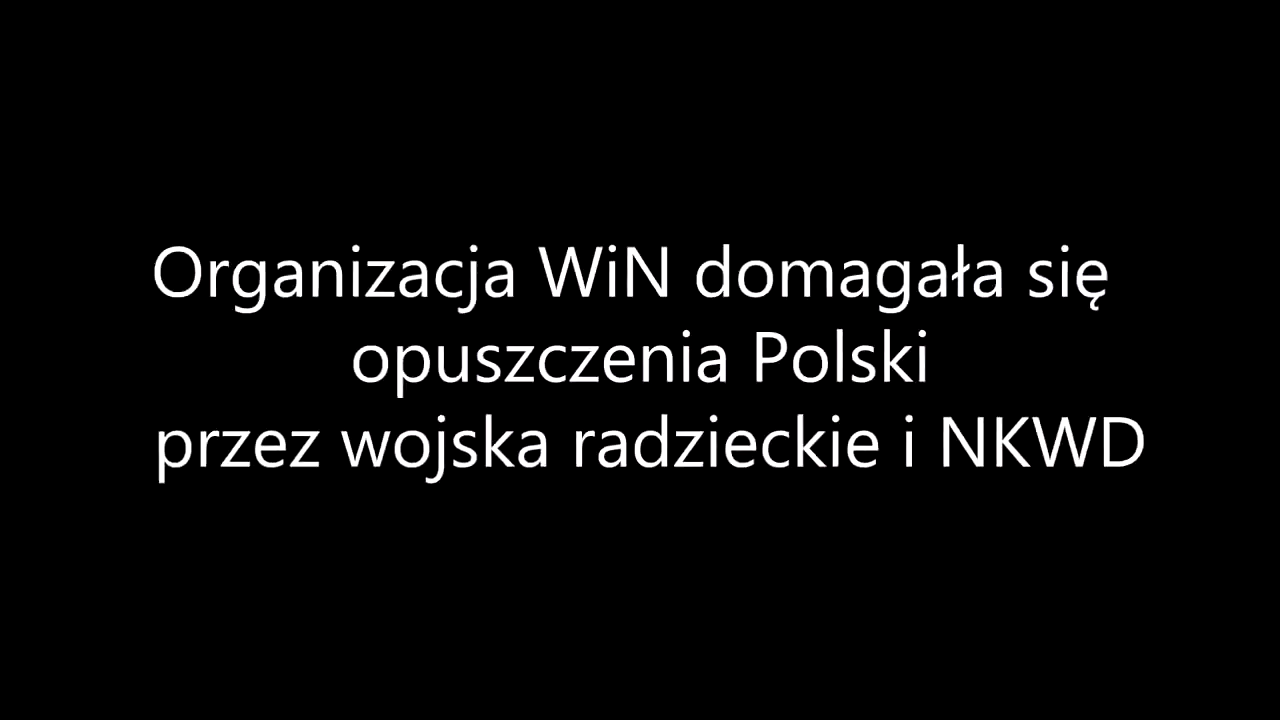 Organizacja WiN domagała się
opuszczenia Polski
przez wojska radzieckie i NKWD